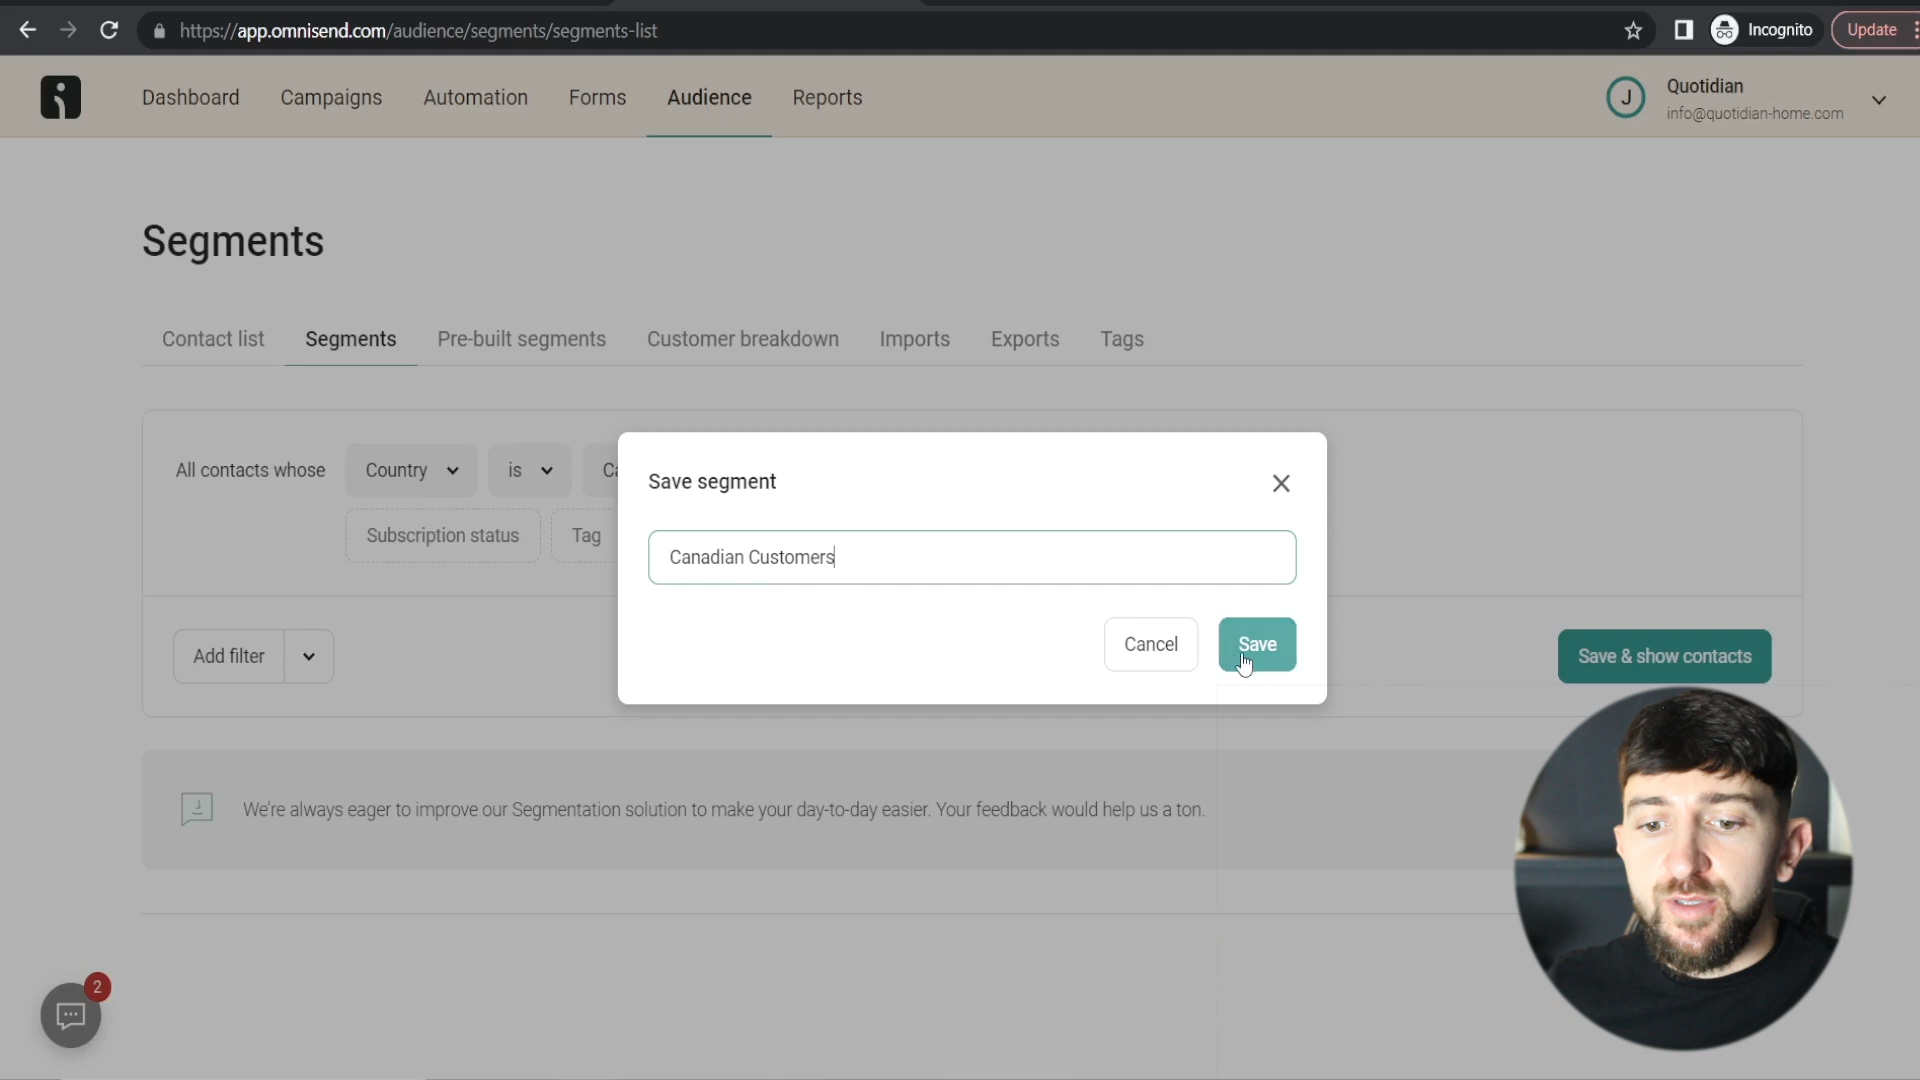 https://app.omnisend.com/audience/segments/segments-list
Incognito
Update
Dashboard Campaigns Automation Forms Audience Reports
J
Quotidian
info@quotidian-home.com
Segments
Contact list Segments Pre-built segments Customer breakdown Imports Exports Tags
All contacts whose Country is Ca
Subscription status Tag
Save segment
Canadian Customers
Cancel Save
Add filter
Save & show contacts
We're always eager to improve our Segmentation solution to make your day-to-day easier. Your feedback would help us a ton.
2